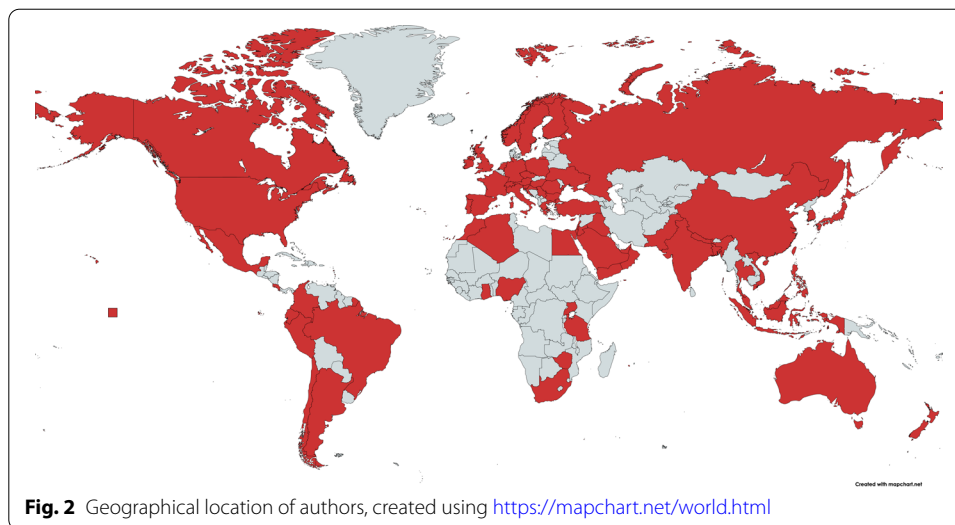 Created with mapchart.net
Fig. 2 Geographical location of authors, created using https://mapchart.net/world.html